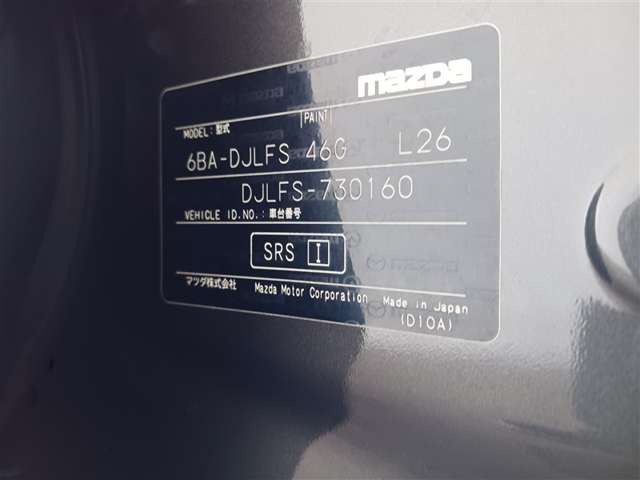 mazda
MODEL:型式 PAINT
6BA-DJLFS 46G L26
DJLFS-730160
VEHICLE ID.NO.:車台番号
SRS I
マツダ株式会社 Mazda Motor Corporation Made in Japan
(D10A)